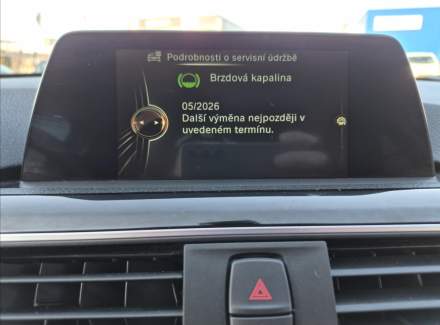 Podrobnosti o servisní údržbě
Brzdová kapalina
05/2026
Další výměna nejpozději v
uvedeném termínu.